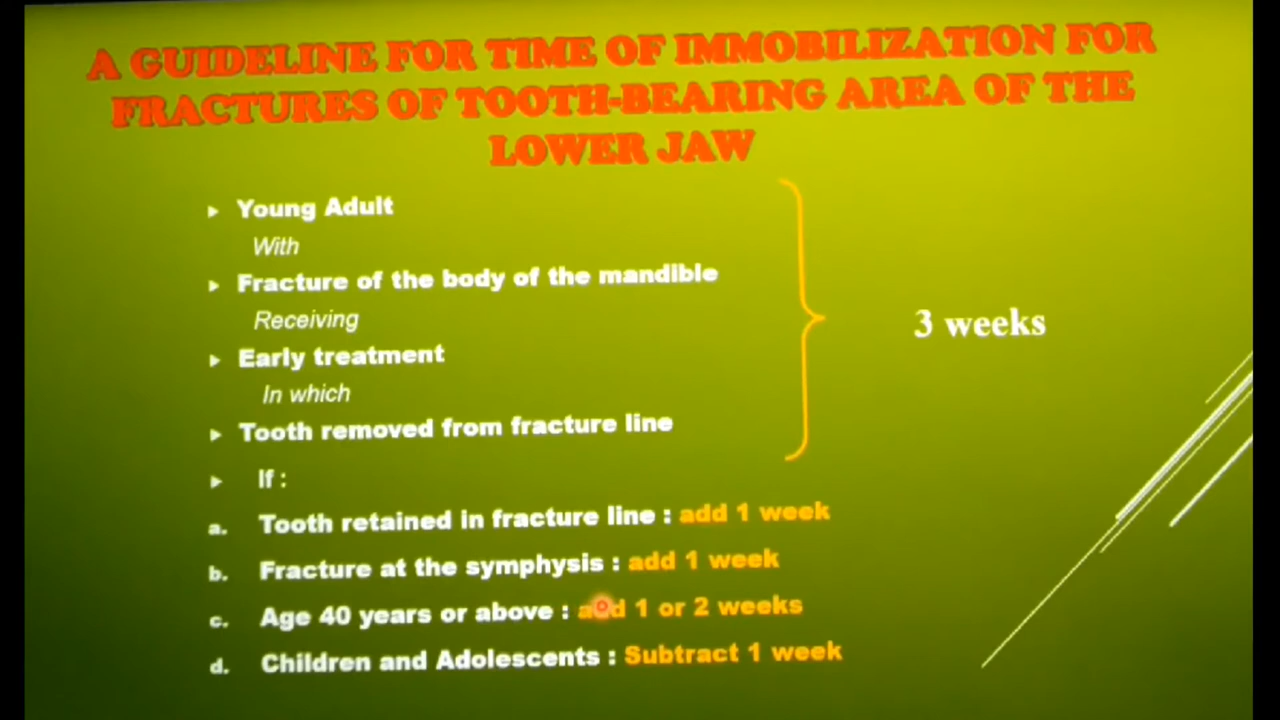 A GUIDELINE FOR TIME OF IMMOBILIZATION FOR
FRACTURES OF TOOTH-BEARING AREA OF THE
LOWER JAW
Young Adult
With
Fracture of the body of the mandible
Receiving
Early treatment
In which
Tooth removed from fracture line
3 weeks
If :
a. Tooth retained in fracture line : add 1 week
b. Fracture at the symphysis : add 1 week
c. Age 40 years or above : add 1 or 2 weeks
d. Children and Adolescents : Subtract 1 week